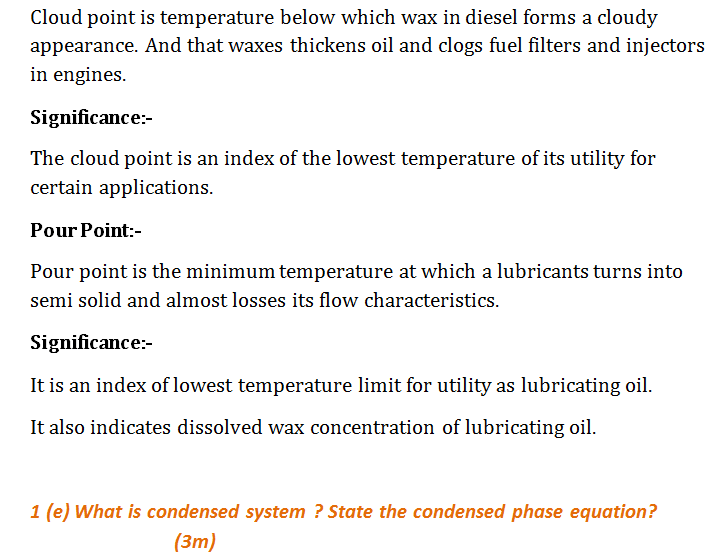 Cloud point is temperature below which wax in diesel forms a cloudy
appearance. And that waxes thickens oil and clogs fuel filters and injectors
in engines.
Significance:-
The cloud point is an index of the lowest temperature of its utility for
certain applications.
Pour Point:-
Pour point is the minimum temperature at which a lubricants turns into
semi solid and almost losses its flow characteristics.
Significance:-
It is an index of lowest temperature limit for utility as lubricating oil.
It also indicates dissolved wax concentration of lubricating oil.
1 (e) What is condensed system ? State the condensed phase equation?
(3m)